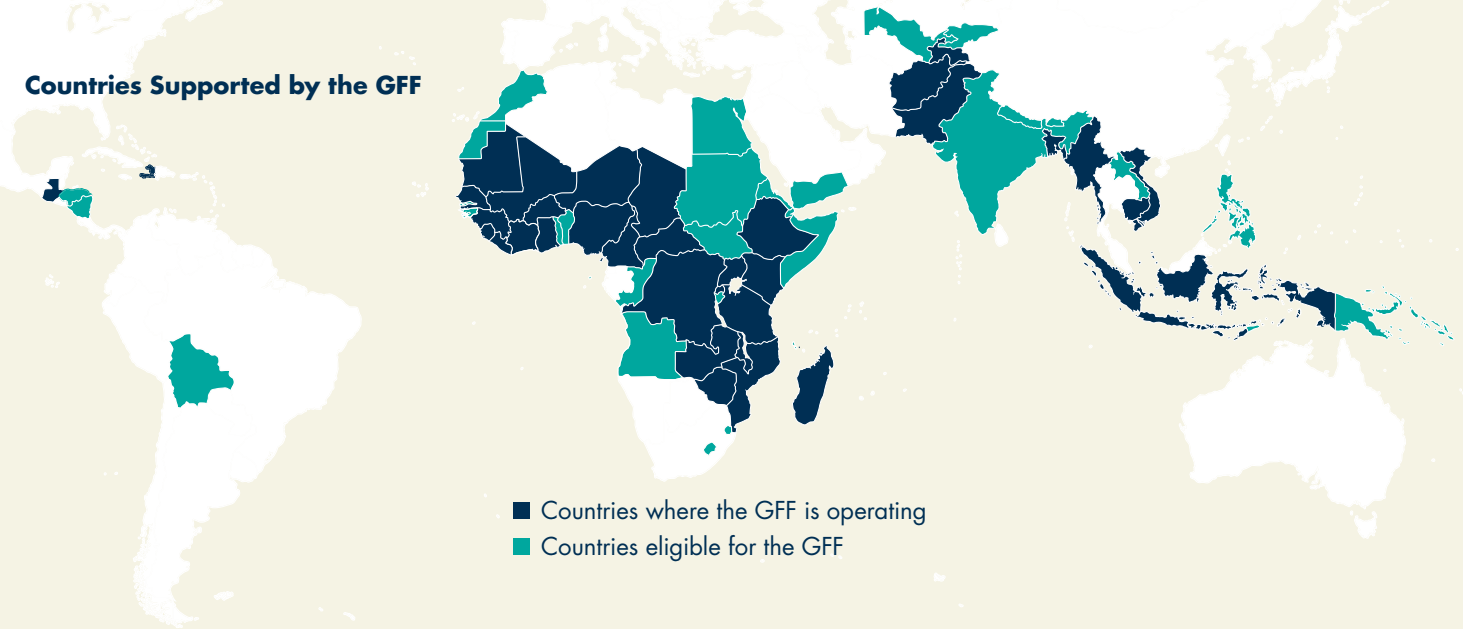 Countries Supported by the GFF
Countries where the GFF is operating
Countries eligible for the GFF